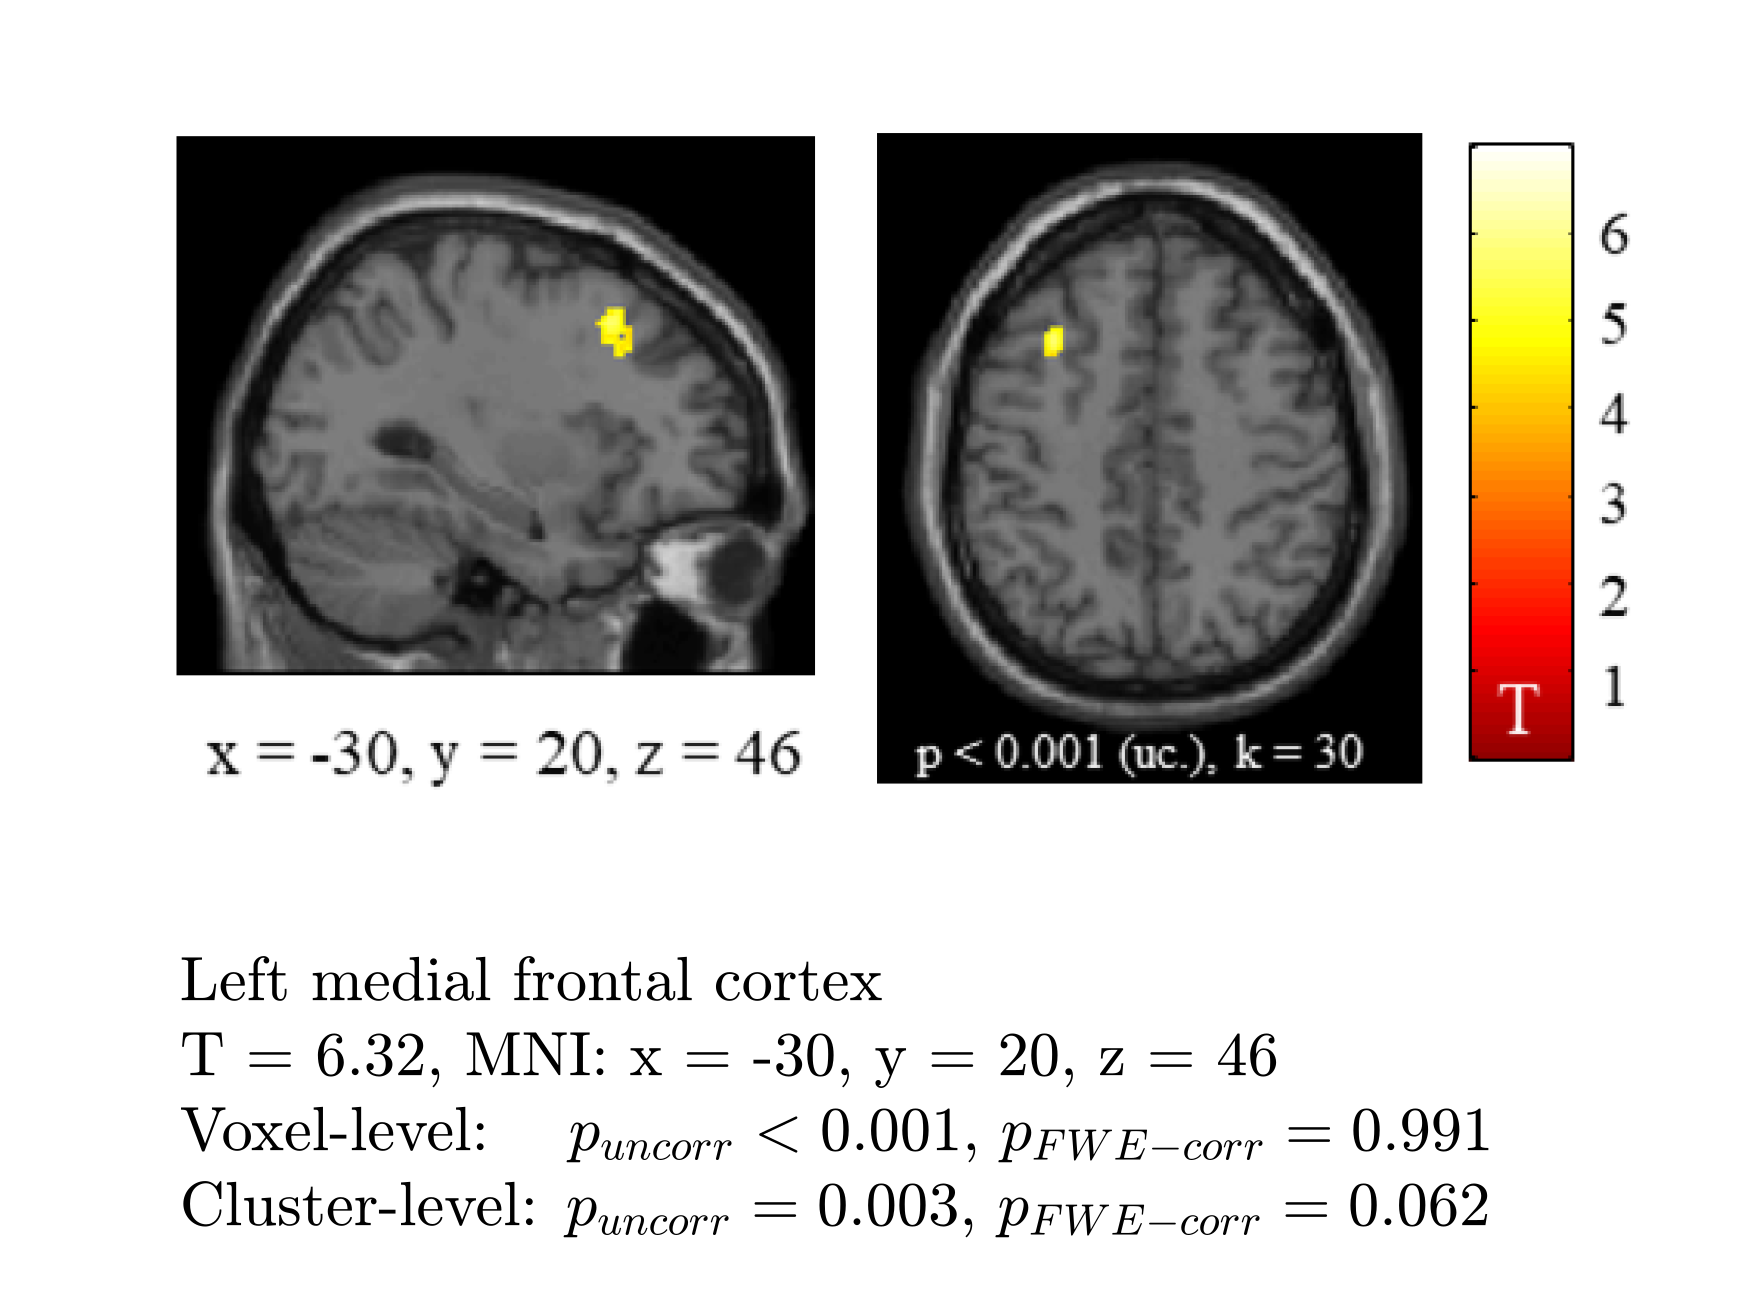 6
5
4
3
2
1
T
x = -30, y = 20, z = 46
p < 0.001 (uc.), k = 30
Left medial frontal cortex
T = 6.32, MNI: x = -30, y = 20, z = 46
Voxel-level: p_uncorr < 0.001, p_FWE−corr = 0.991
Cluster-level: p_uncorr = 0.003, p_FWE−corr = 0.062